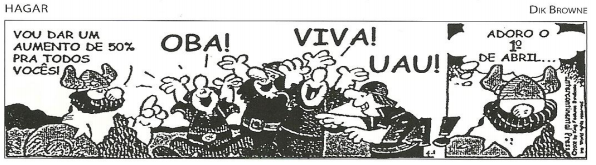 HAGAR
DIK BROWNE
VOU DAR UM
AUMENTO DE 50%
PRA TODOS
VOCÊS!
OBA!
VIVA!
UAU!
ADORO O
1º
DE ABRIL...